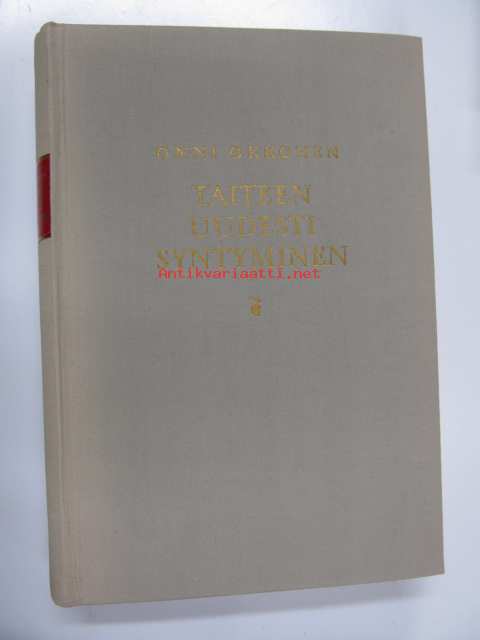 ONNI OKKONEN
TAITEEN
UUDESTI
SYNTYMINEN
Antikvariaatti.net